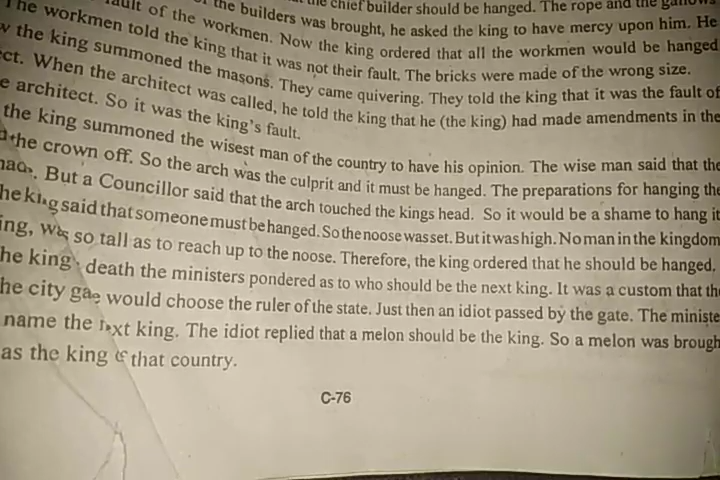 the chief builder should be hanged. The rope and the gallows
the builders was brought, he asked the king to have mercy upon him. He
fault of the workmen. Now the king ordered that all the workmen would be hanged
The workmen told the king that it was not their fault. The bricks were made of the wrong size.
the king summoned the masons. They came quivering. They told the king that it was the fault of
ect. When the architect was called, he told the king that he (the king) had made amendments in the
e architect. So it was the king's fault.
the king summoned the wisest man of the country to have his opinion. The wise man said that the
the crown off. So the arch was the culprit and it must be hanged. The preparations for hanging the
But a Councillor said that the arch touched the kings head. So it would be a shame to hang it
he king said that someone must be hanged. So the noose was set. But it was high. No man in the kingdom
ing, was so tall as to reach up to the noose. Therefore, the king ordered that he should be hanged.
he king death the ministers pondered as to who should be the next king. It was a custom that the
he city gate would choose the ruler of the state. Just then an idiot passed by the gate. The ministe
name the next king. The idiot replied that a melon should be the king. So a melon was brough
as the king of that country.
C-76